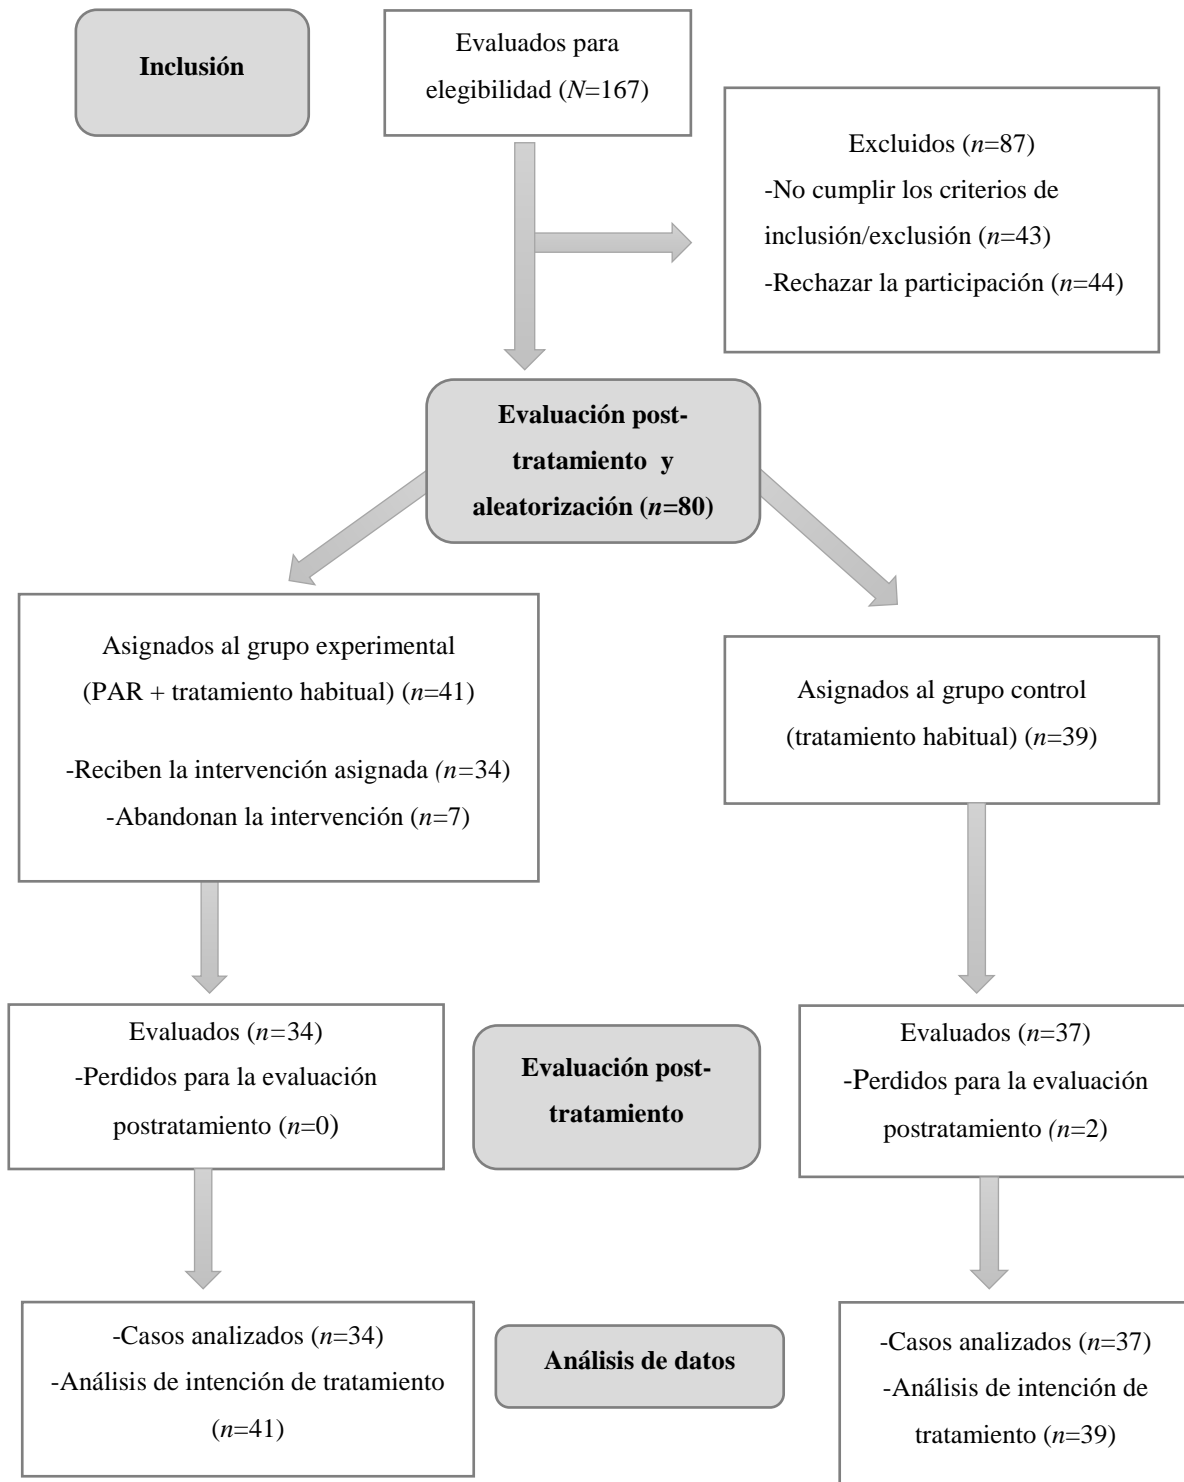 Inclusión
Evaluados para
elegibilidad (N=167)
Excluidos (n=87)
-No cumplir los criterios de
inclusión/exclusión (n=43)
-Rechazar la participación (n=44)
Evaluación post-
tratamiento y
aleatorización (n=80)
Asignados al grupo experimental
(PAR + tratamiento habitual) (n=41)
-Reciben la intervención asignada (n=34)
-Abandonan la intervención (n=7)
Asignados al grupo control
(tratamiento habitual) (n=39)
Evaluados (n=34)
-Perdidos para la evaluación
postratamiento (n=0)
Evaluación post-
tratamiento
Evaluados (n=37)
-Perdidos para la evaluación
postratamiento (n=2)
-Casos analizados (n=34)
-Análisis de intención de tratamiento
(n=41)
Análisis de datos
-Casos analizados (n=37)
-Análisis de intención de
tratamiento (n=39)